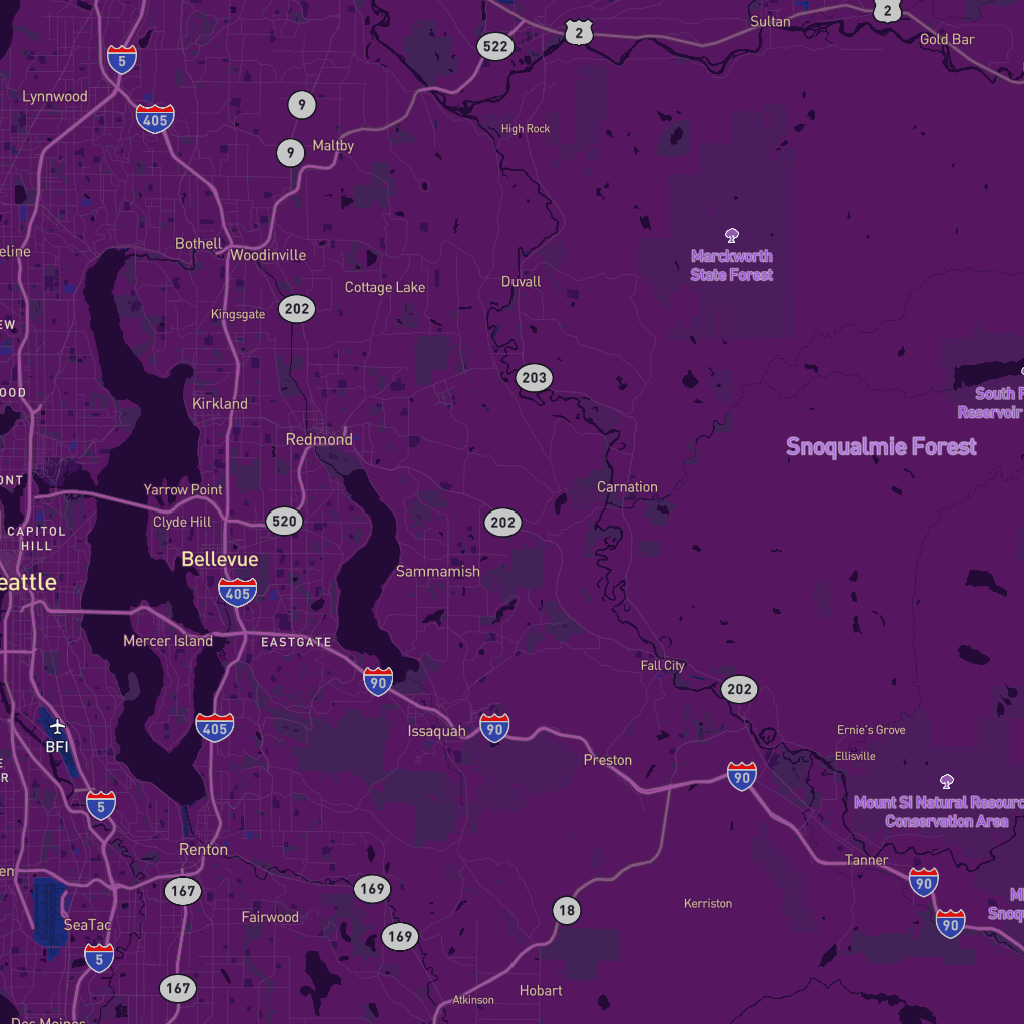 2
Sultan
2
522
Gold Bar
5
Lynnwood
9
405
High Rock
9
Maltby
Bothell
eline
Woodinville
Marckworth
State Forest
Duvall
Cottage Lake
202
Kingsgate
EW
203
South F
Reservoir
OOD
Kirkland
Redmond
Snoqualmie Forest
ONT
Yarrow Point
Carnation
Clyde Hill
520
202
CAPITOL
HILL
Bellevue
Sammamish
eattle
405
Mercer Island
EASTGATE
Fall City
90
202
405
Issaquah
90
Ernie's Grove
BFI
Ellisville
Preston
E
R
90
Mount Si Natural Resourc
Conservation Area
5
Renton
Tanner
en
167
169
90
Kerriston
M
Snoq
18
Fairwood
SeaTac
90
169
5
167
Hobart
Atkinson
Des Moines